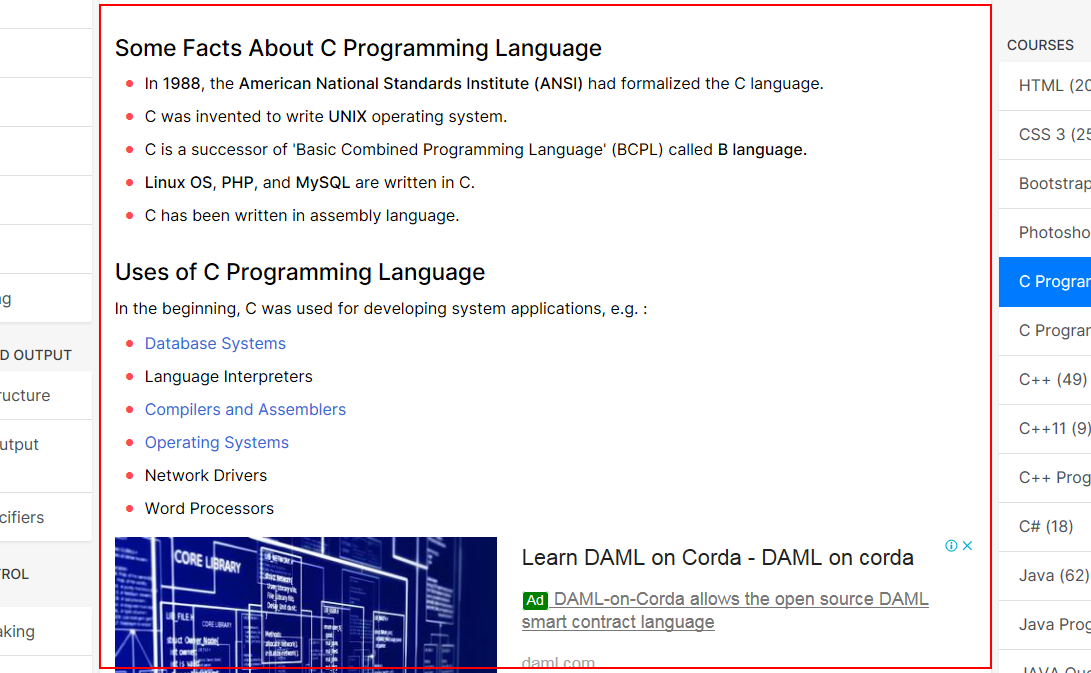 Some Facts About C Programming Language
In 1988, the American National Standards Institute (ANSI) had formalized the C language.
C was invented to write UNIX operating system.
C is a successor of 'Basic Combined Programming Language' (BCPL) called B language.
Linux OS, PHP, and MySQL are written in C.
C has been written in assembly language.
Uses of C Programming Language
In the beginning, C was used for developing system applications, e.g. :
Database Systems
Language Interpreters
Compilers and Assemblers
Operating Systems
Network Drivers
Word Processors
CORE LIBRARY
CORE LIBRARY
Learn DAML on Corda - DAML on corda
Ad DAML-on-Corda allows the open source DAML
smart contract language
daml.com
g
D OUTPUT
ucture
utput
cifiers
ROL
aking
COURSES
HTML (20
CSS 3 (25
Bootstrap
Photosho
C Program
C Program
C++ (49)
C++11 (9)
C++ Prog
C# (18)
Java (62)
Java Prog